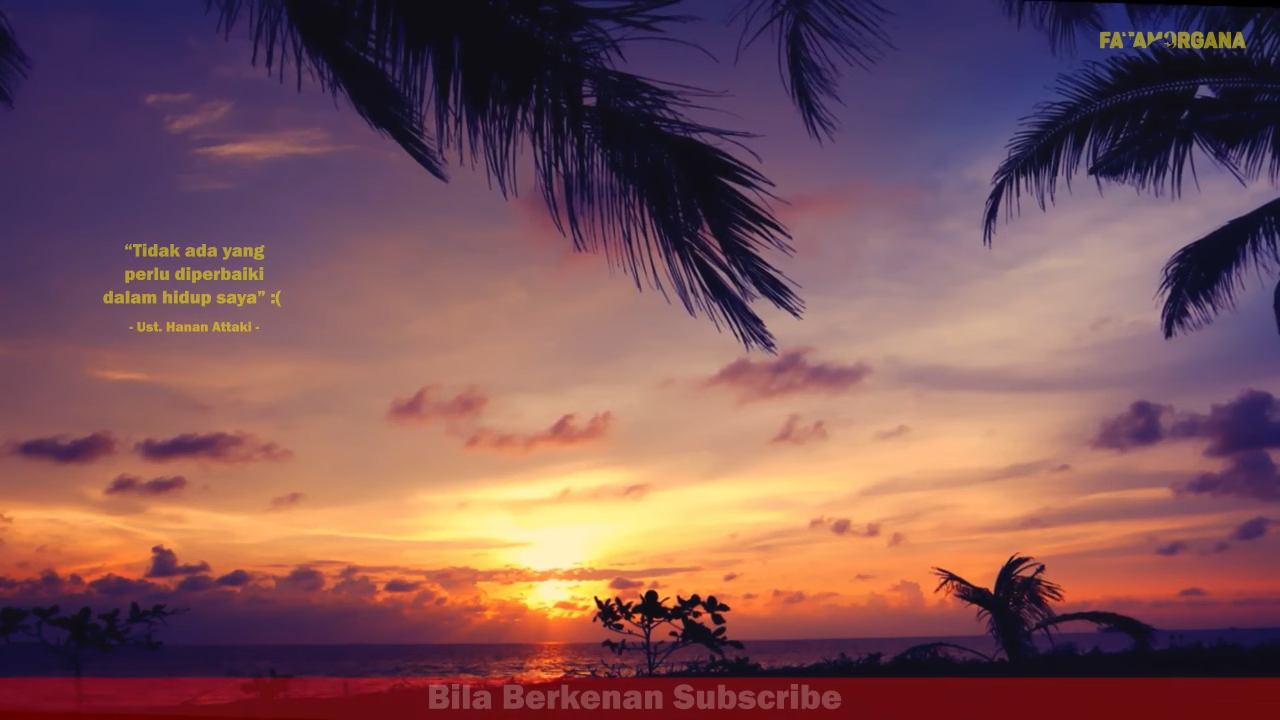 FATAMORGANA
“Tidak ada yang
perlu diperbaiki
dalam hidup saya” :(
- Ust. Hanan Attaki -
Bila Berkenan Subscribe